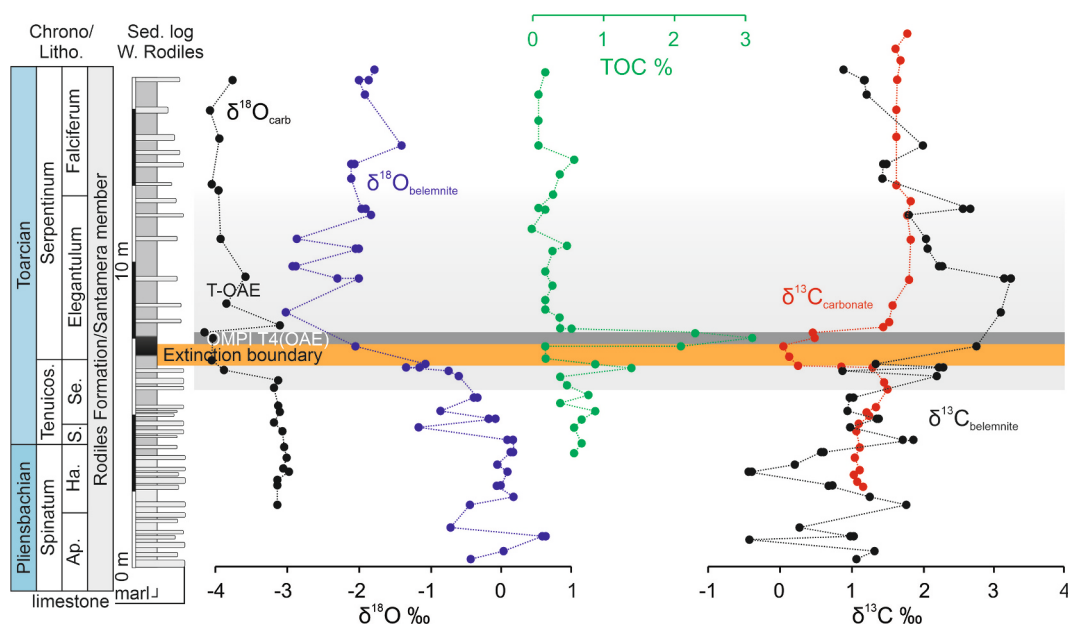 Chrono/
Litho.
Sed. log
W. Rodiles
0 1 2 3
TOC %
Toarcian
Pliensbachian
Serpentinum
Tenuicos.
Spinatum
Falciferum
Elegantulum
Se.
S.
Ha.
Ap.
Rodiles Formation/Santamera member
10 m
0 m
limestone
marl
δ18Ocarb
δ18Obelemnite
T-OAE
OMPI T4(OAE)
Extinction boundary
δ13Ccarbonate
δ13Cbelemnite
-4 -3 -2 -1 0 1
δ18O ‰
-1 0 1 2 3 4
δ13C ‰